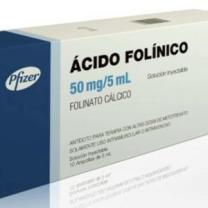 Pfizer
ÁCIDO FOLÍNICO
50 mg/5 mL
Solución Inyectable
FOLINATO CÁLCICO
ANTÍDOTO PARA TERAPIA CON ALTAS DOSIS DE METOTREXATO
SOLAMENTE USO INTRAMUSCULAR O INTRAVENOSO
Solución Inyectable
10 Ampollas de 5 mL